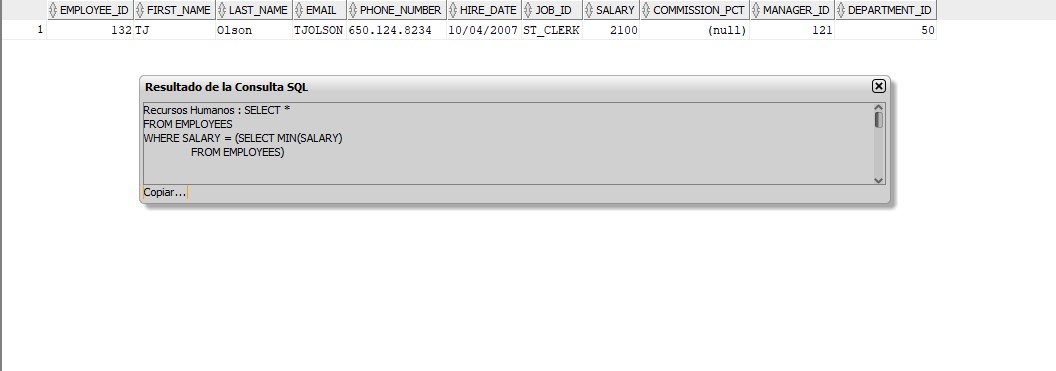 EMPLOYEE_ID FIRST_NAME LAST_NAME EMAIL PHONE_NUMBER HIRE_DATE JOB_ID SALARY COMMISSION_PCT MANAGER_ID DEPARTMENT_ID
1 132 TJ Olson TJOLSON 650.124.8234 10/04/2007 ST_CLERK 2100 (null) 121 50
Resultado de la Consulta SQL
Recursos Humanos : SELECT *
FROM EMPLOYEES
WHERE SALARY = (SELECT MIN(SALARY)
FROM EMPLOYEES)
Copiar...